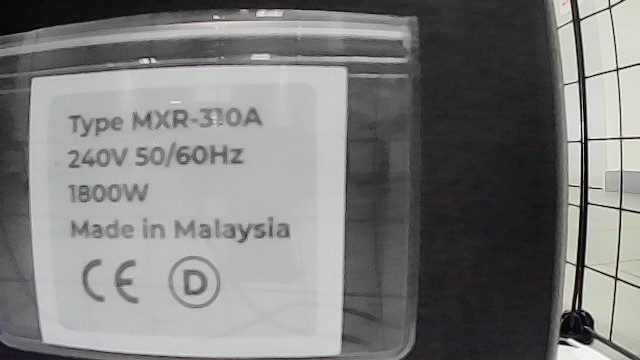 Type MXR-310A
240V 50/60Hz
1800W
Made in Malaysia
CE D